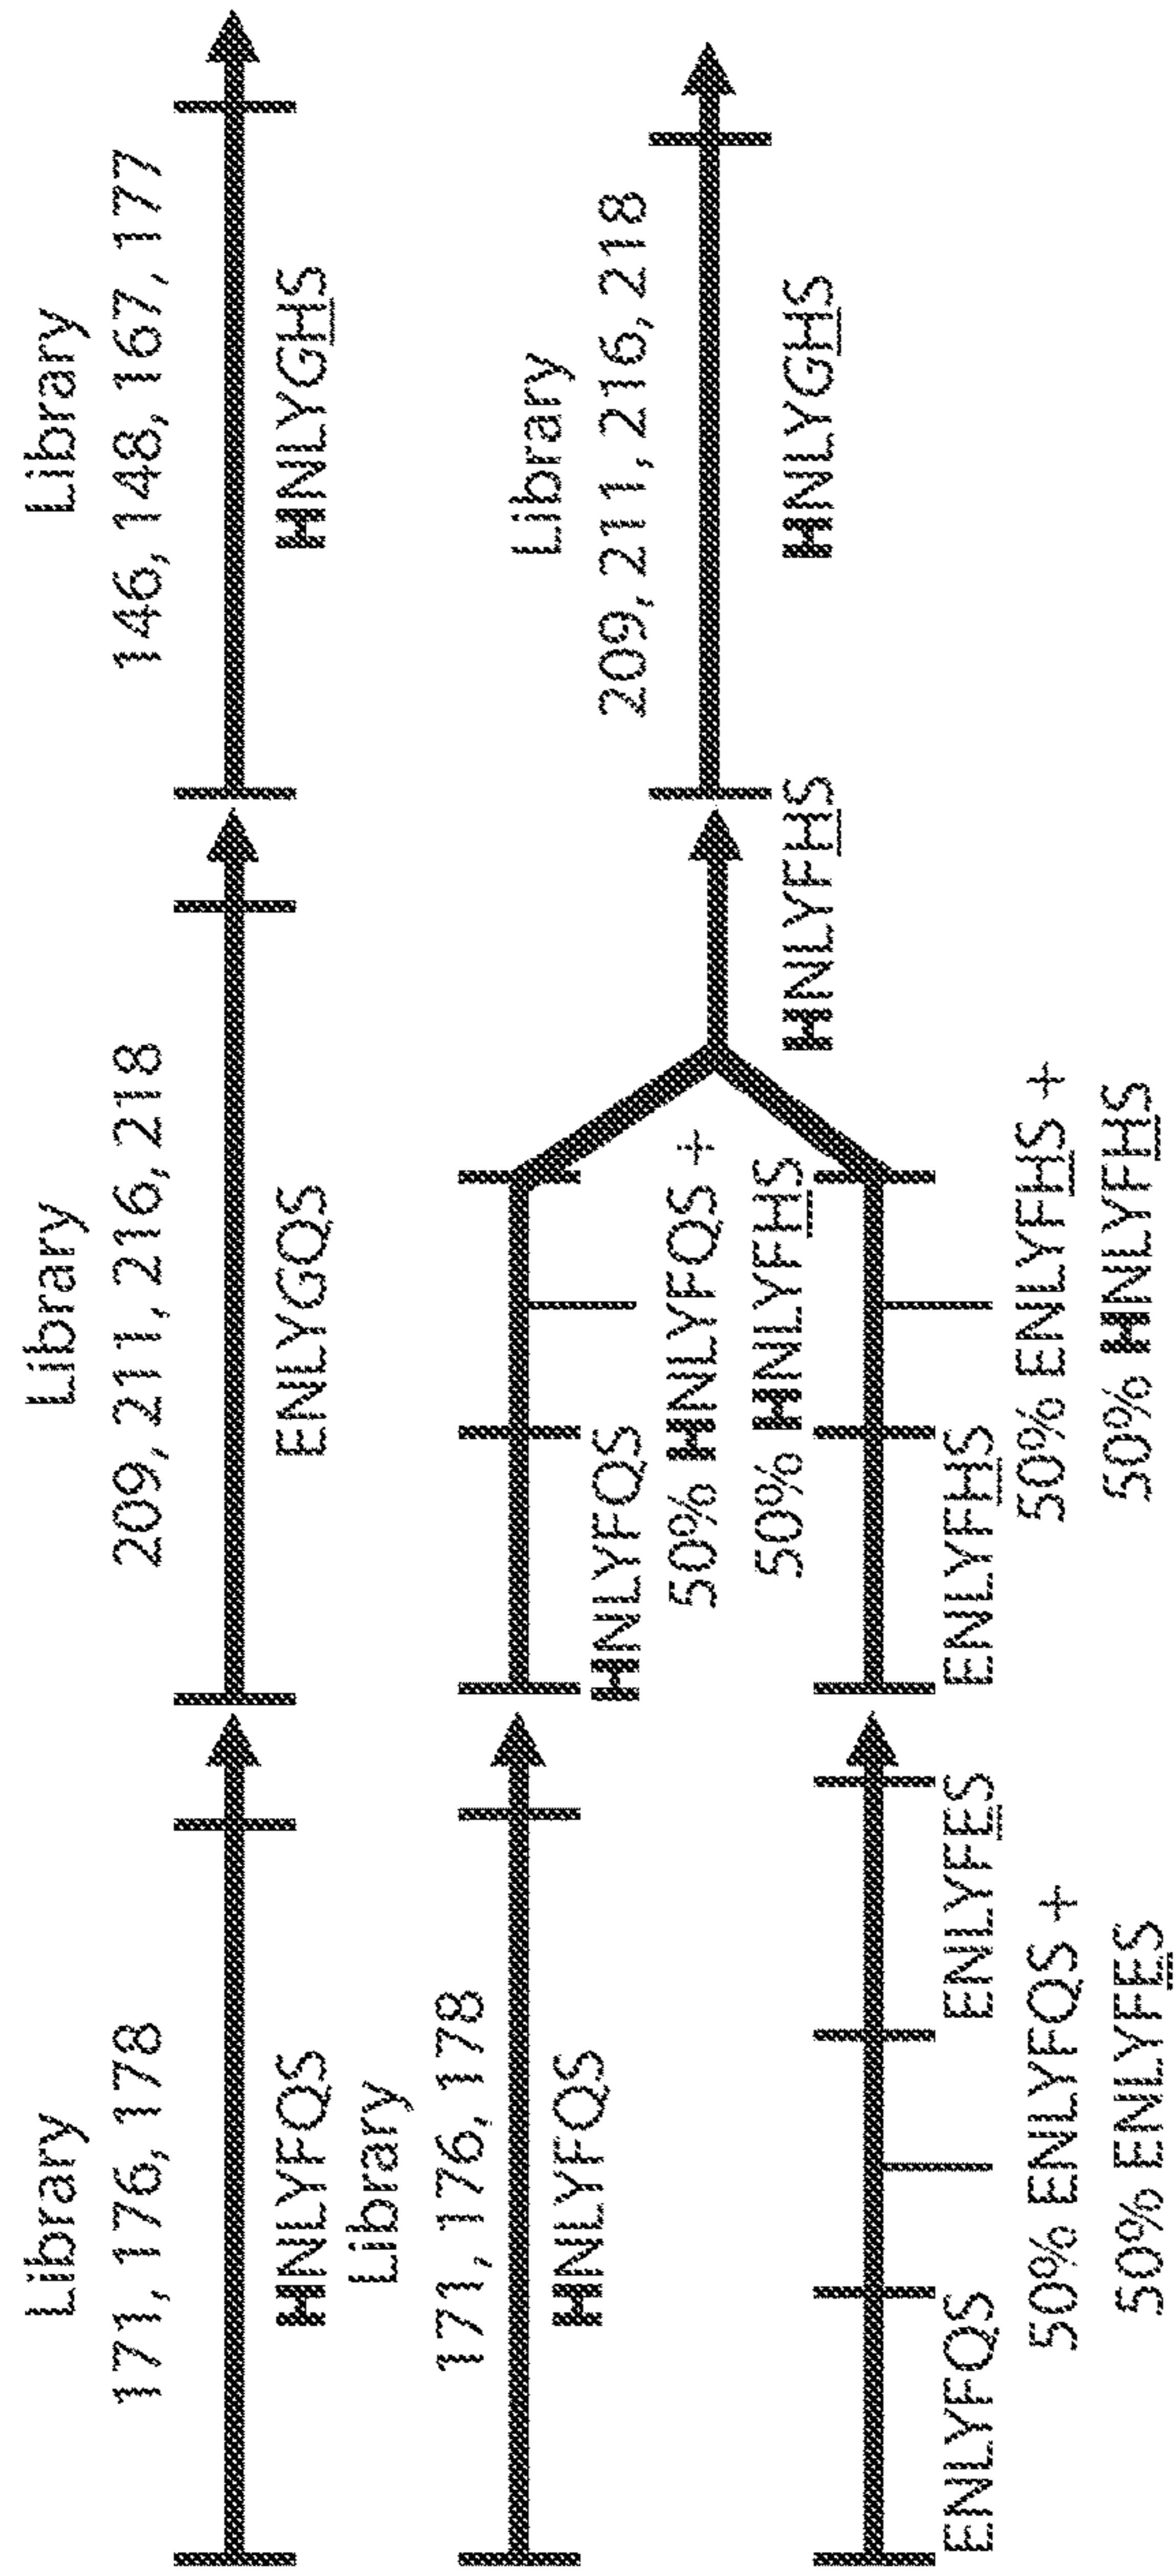 Library
171, 176, 178
HNLYFQS
Library
209, 211, 216, 218
ENLYGQS
Library
146, 148, 167, 177
HNLYGHS
Library
171, 176, 178
HNLYFQS
HNLYFQS
50% HNLYFQS +
50% HNLYFHS
HNLYFHS
Library
209, 211, 216, 218
HNLYGHS
ENLYFQS
50% ENLYFQS +
50% ENLYFES
ENLYFES
ENLYFHS
50% ENLYFHS +
50% HNLYFHS